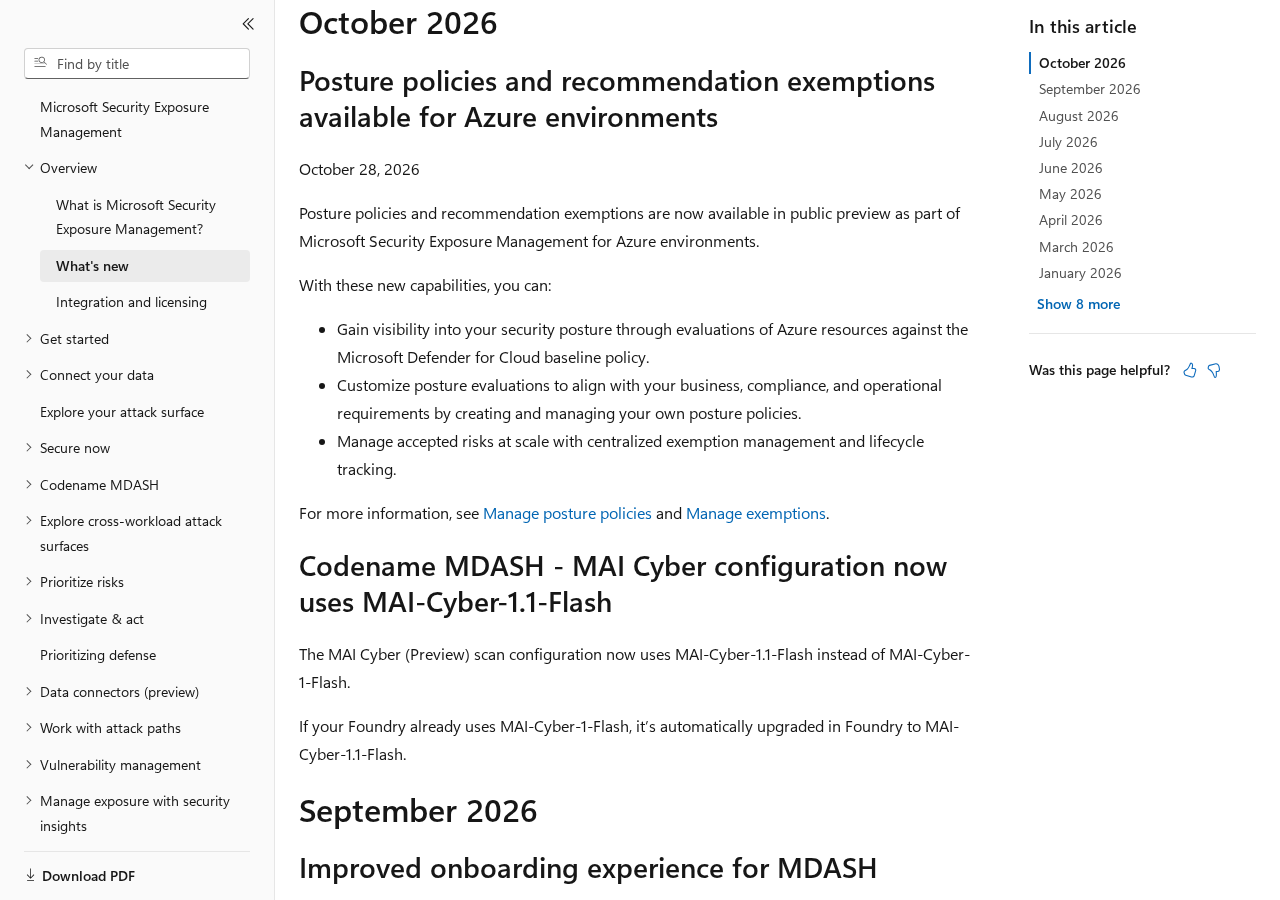 Find by title
Microsoft Security Exposure
Management
Overview
What is Microsoft Security
Exposure Management?
What's new
Integration and licensing
Get started
Connect your data
Explore your attack surface
Secure now
Codename MDASH
Explore cross-workload attack
surfaces
Prioritize risks
Investigate & act
Prioritizing defense
Data connectors (preview)
Work with attack paths
Vulnerability management
Manage exposure with security
insights
Download PDF
October 2026
Posture policies and recommendation exemptions
available for Azure environments
October 28, 2026
Posture policies and recommendation exemptions are now available in public preview as part of
Microsoft Security Exposure Management for Azure environments.
With these new capabilities, you can:
Gain visibility into your security posture through evaluations of Azure resources against the
Microsoft Defender for Cloud baseline policy.
Customize posture evaluations to align with your business, compliance, and operational
requirements by creating and managing your own posture policies.
Manage accepted risks at scale with centralized exemption management and lifecycle
tracking.
For more information, see Manage posture policies and Manage exemptions.
Codename MDASH - MAI Cyber configuration now
uses MAI-Cyber-1.1-Flash
The MAI Cyber (Preview) scan configuration now uses MAI-Cyber-1.1-Flash instead of MAI-Cyber-
1-Flash.
If your Foundry already uses MAI-Cyber-1-Flash, it’s automatically upgraded in Foundry to MAI-
Cyber-1.1-Flash.
September 2026
Improved onboarding experience for MDASH
In this article
October 2026
September 2026
August 2026
July 2026
June 2026
May 2026
April 2026
March 2026
January 2026
Show 8 more
Was this page helpful?